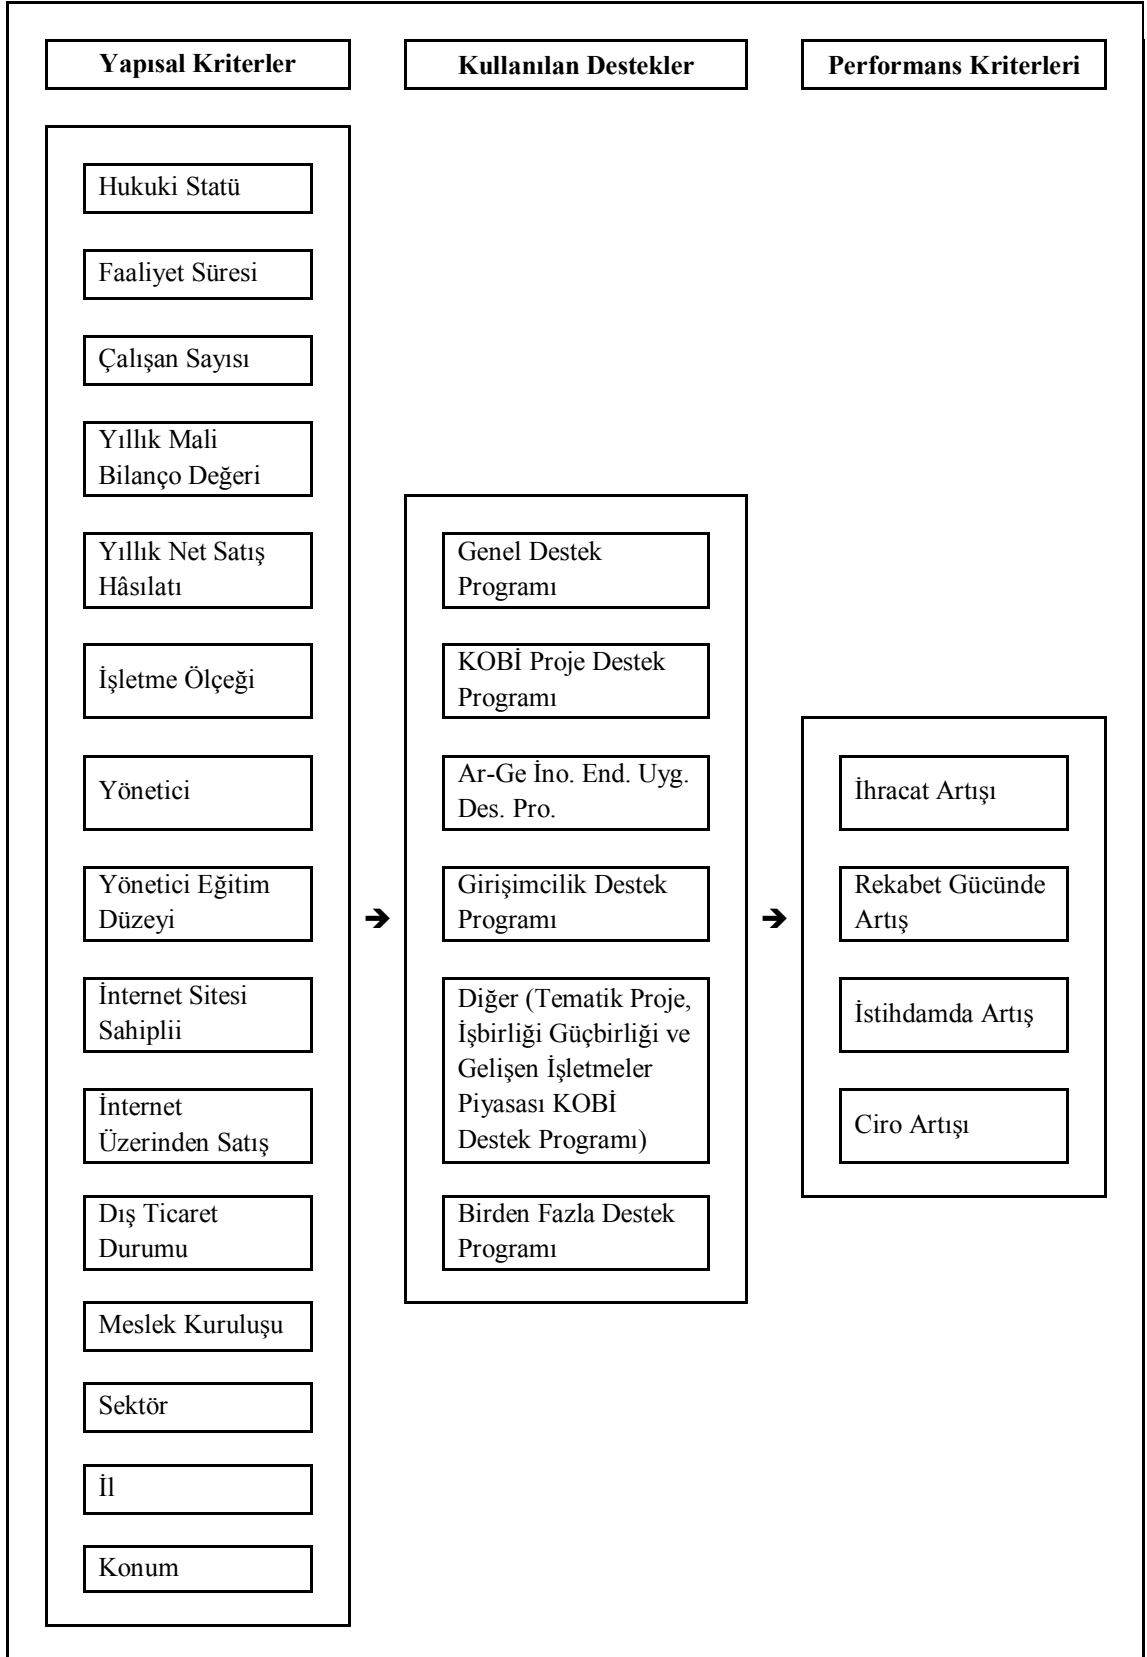 Yapısal Kriterler
Kullanılan Destekler
Performans Kriterleri
Hukuki Statü
Faaliyet Süresi
Çalışan Sayısı
Yıllık Mali
Bilanço Değeri
Yıllık Net Satış
Hâsılatı
İşletme Ölçeği
Yönetici
Yönetici Eğitim
Düzeyi
İnternet Sitesi
Sahiplii
İnternet
Üzerinden Satış
Dış Ticaret
Durumu
Meslek Kuruluşu
Sektör
İl
Konum
Genel Destek
Programı
KOBİ Proje Destek
Programı
Ar-Ge İno. End. Uyg.
Des. Pro.
Girişimcilik Destek
Programı
Diğer (Tematik Proje,
İşbirliği Güçbirliği ve
Gelişen İşletmeler
Piyasası KOBİ
Destek Programı)
Birden Fazla Destek
Programı
İhracat Artışı
Rekabet Gücünde
Artış
İstihdamda Artış
Ciro Artışı